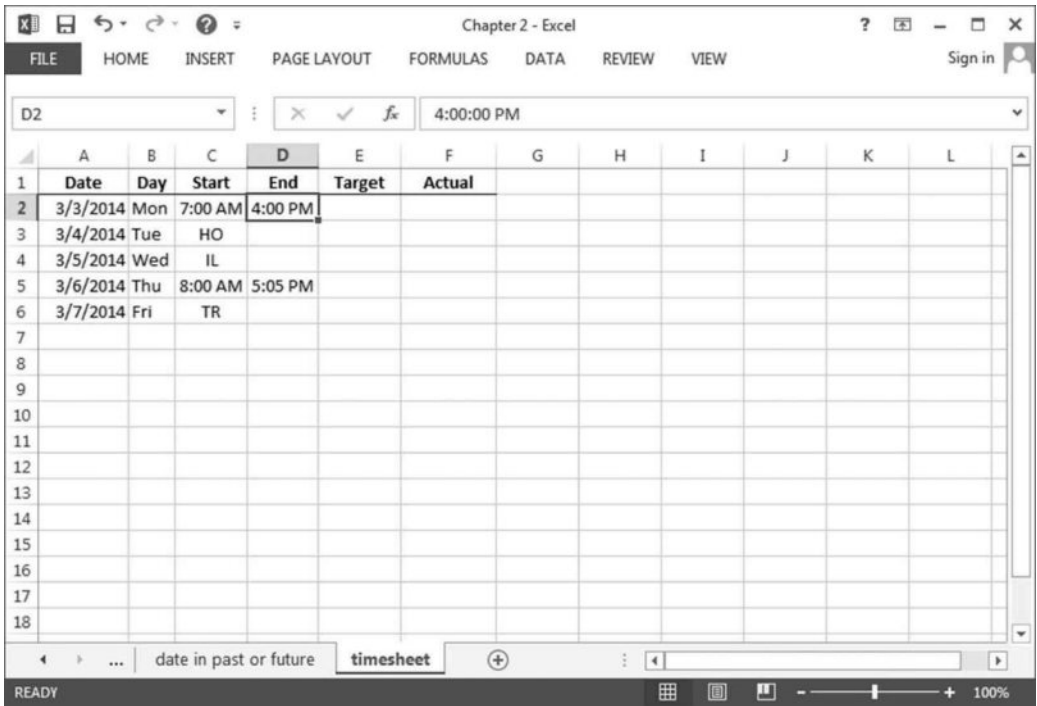 Chapter 2 - Excel
?
FILE HOME INSERT PAGE LAYOUT FORMULAS DATA REVIEW VIEW Sign in
D2 fx 4:00:00 PM
A B C D E F G H I J K L
1 Date Day Start End Target Actual
2 3/3/2014 Mon 7:00 AM 4:00 PM
3 3/4/2014 Tue HO
4 3/5/2014 Wed IL
5 3/6/2014 Thu 8:00 AM 5:05 PM
6 3/7/2014 Fri TR
7
8
9
10
11
12
13
14
15
16
17
18
... date in past or future timesheet
READY 100%